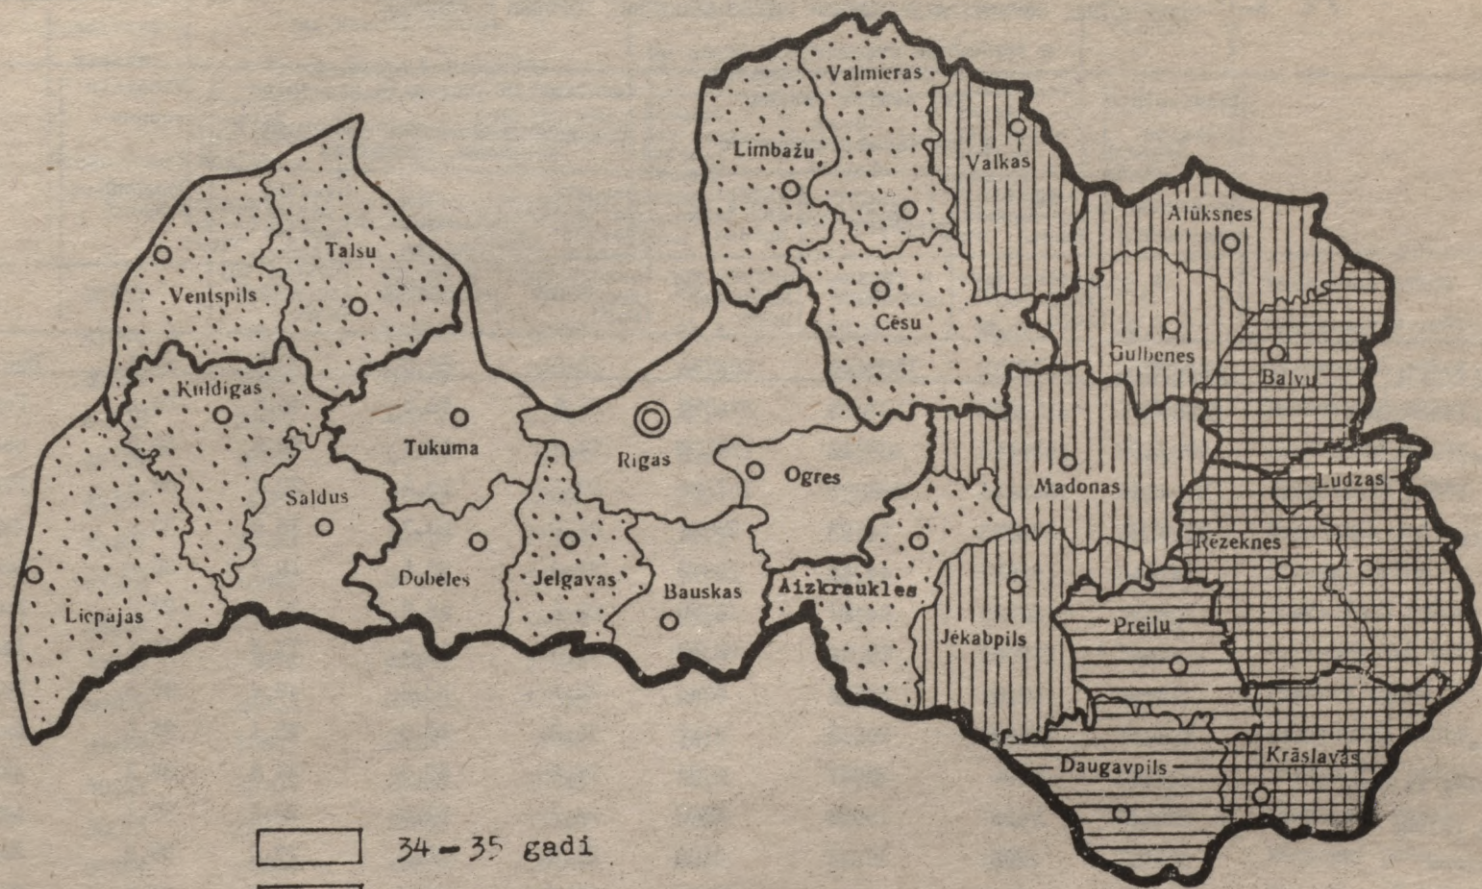 Valmieras
Limbažu
Valkas
Alūksnes
Talsu
Ventspils
Cēsu
Gulbenes
Balvu
Kuldīgas
Tukuma
Rīgas
Ogres
Madonas
Ludzas
Saldus
Rēzeknes
Dobeles
Jelgavas
Bauskas
Aizkraukles
Liepājas
Jēkabpils
Preiļu
Daugavpils
Krāslavas
34-35 gadi